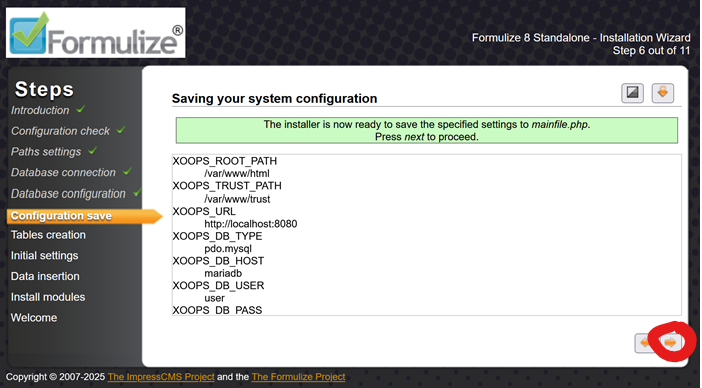 Formulize®
Formulize 8 Standalone - Installation Wizard
Step 6 out of 11
Steps
Introduction
Configuration check
Paths settings
Database connection
Database configuration
Configuration save
Tables creation
Initial settings
Data insertion
Install modules
Welcome
Saving your system configuration
The installer is now ready to save the specified settings to mainfile.php.
Press next to proceed.
XOOPS_ROOT_PATH
/var/www/html
XOOPS_TRUST_PATH
/var/www/trust
XOOPS_URL
http://localhost:8080
XOOPS_DB_TYPE
pdo.mysql
XOOPS_DB_HOST
mariadb
XOOPS_DB_USER
user
XOOPS_DB_PASS
Copyright © 2007-2025 The ImpressCMS Project and the The Formulize Project